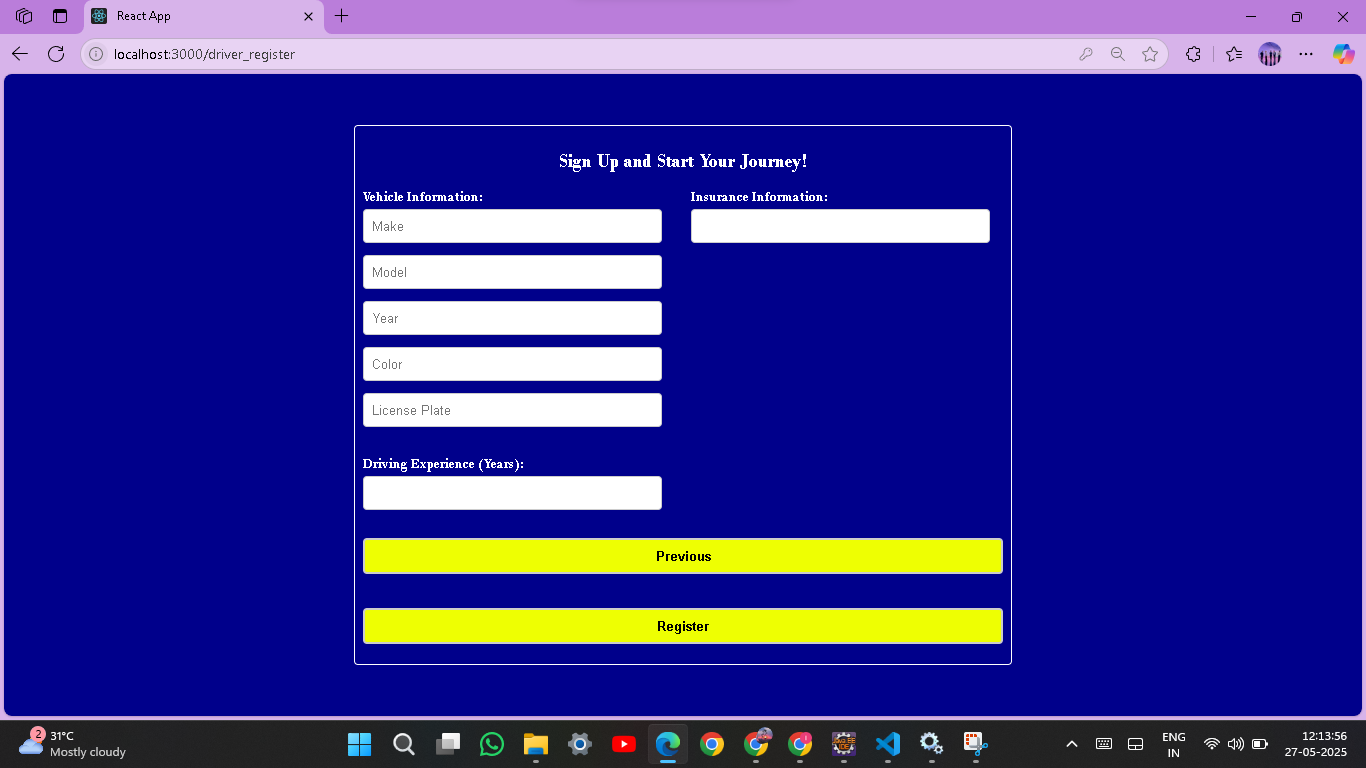 React App
localhost:3000/driver_register
Sign Up and Start Your Journey!
Vehicle Information:
Make
Model
Year
Color
License Plate
Insurance Information:
Driving Experience (Years):
Previous
Register
2
31°C
Mostly cloudy
ENG
IN
12:13:56
27-05-2025